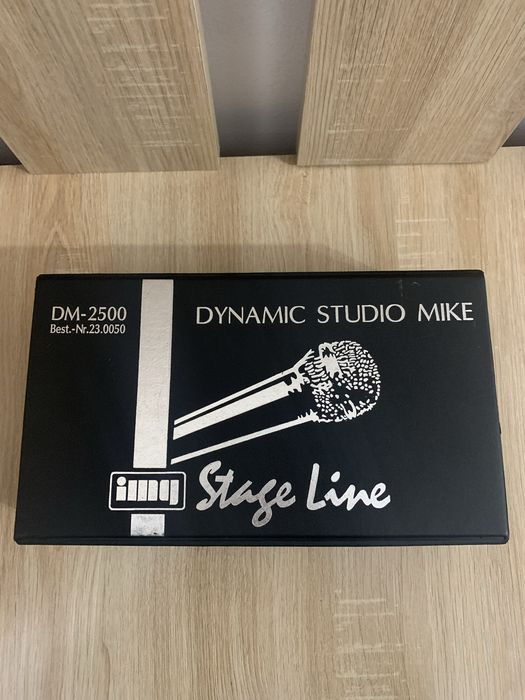 DM-2500
Best.-Nr.23.0050
DYNAMIC STUDIO MIKE
img
Stage Line